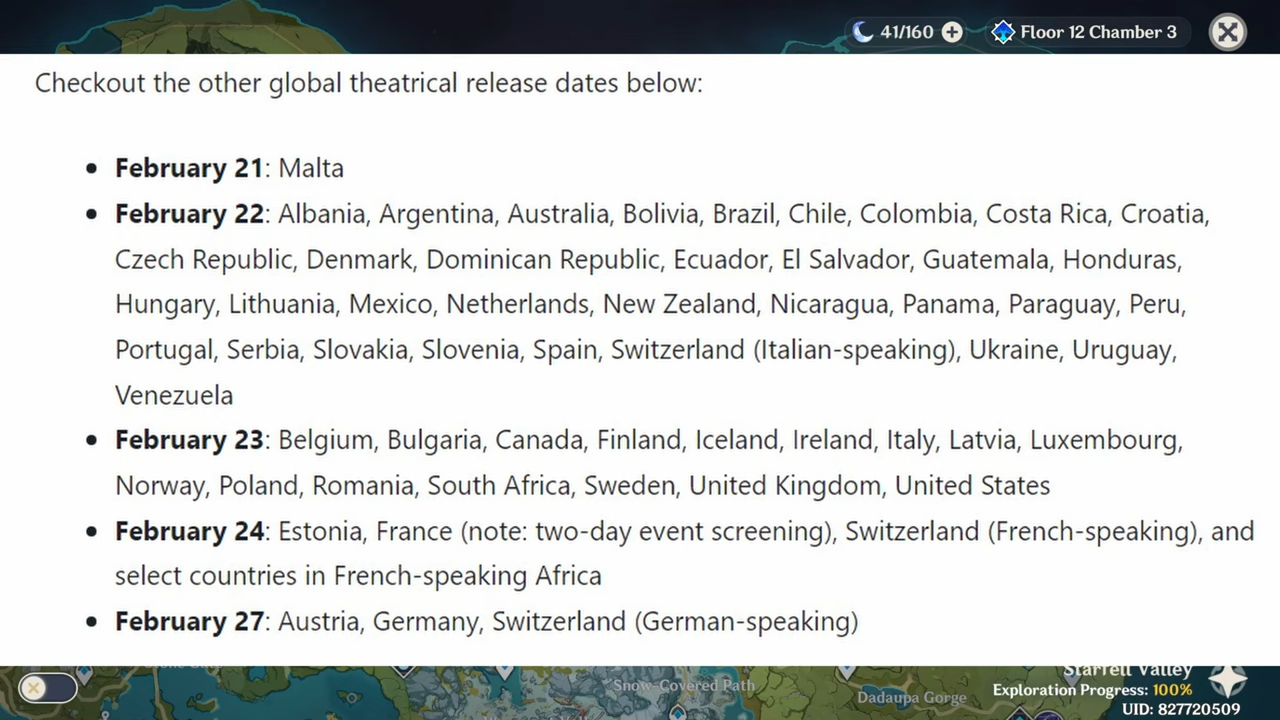 41/160
Floor 12 Chamber 3
Checkout the other global theatrical release dates below:
February 21: Malta
February 22: Albania, Argentina, Australia, Bolivia, Brazil, Chile, Colombia, Costa Rica, Croatia,
Czech Republic, Denmark, Dominican Republic, Ecuador, El Salvador, Guatemala, Honduras,
Hungary, Lithuania, Mexico, Netherlands, New Zealand, Nicaragua, Panama, Paraguay, Peru,
Portugal, Serbia, Slovakia, Slovenia, Spain, Switzerland (Italian-speaking), Ukraine, Uruguay,
Venezuela
February 23: Belgium, Bulgaria, Canada, Finland, Iceland, Ireland, Italy, Latvia, Luxembourg,
Norway, Poland, Romania, South Africa, Sweden, United Kingdom, United States
February 24: Estonia, France (note: two-day event screening), Switzerland (French-speaking), and
select countries in French-speaking Africa
February 27: Austria, Germany, Switzerland (German-speaking)
Starfell Valley
Snow-Covered Path
Dadaupa Gorge
Exploration Progress: 100%
UID: 827720509